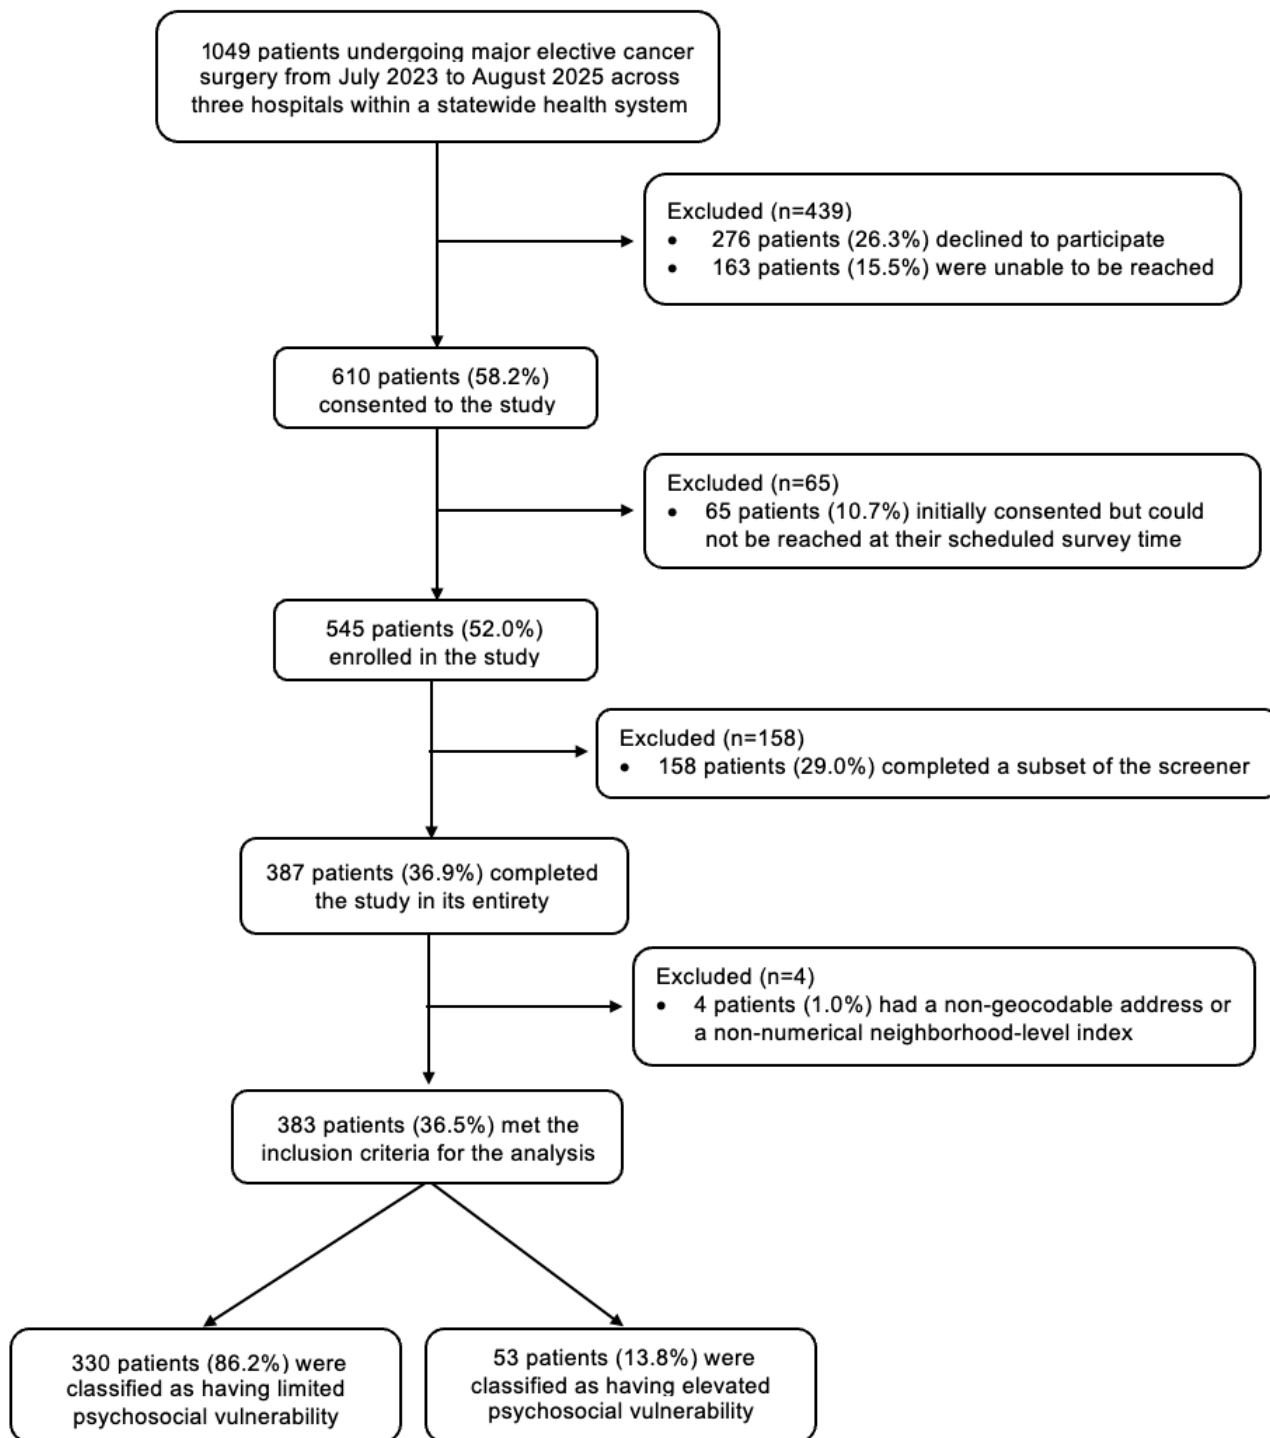 1049 patients undergoing major elective cancer
surgery from July 2023 to August 2025 across
three hospitals within a statewide health system
Excluded (n=439)
• 276 patients (26.3%) declined to participate
• 163 patients (15.5%) were unable to be reached
610 patients (58.2%)
consented to the study
Excluded (n=65)
• 65 patients (10.7%) initially consented but could
not be reached at their scheduled survey time
545 patients (52.0%)
enrolled in the study
Excluded (n=158)
• 158 patients (29.0%) completed a subset of the screener
387 patients (36.9%) completed
the study in its entirety
Excluded (n=4)
• 4 patients (1.0%) had a non-geocodable address or
a non-numerical neighborhood-level index
383 patients (36.5%) met the
inclusion criteria for the analysis
330 patients (86.2%) were
classified as having limited
psychosocial vulnerability
53 patients (13.8%) were
classified as having elevated
psychosocial vulnerability